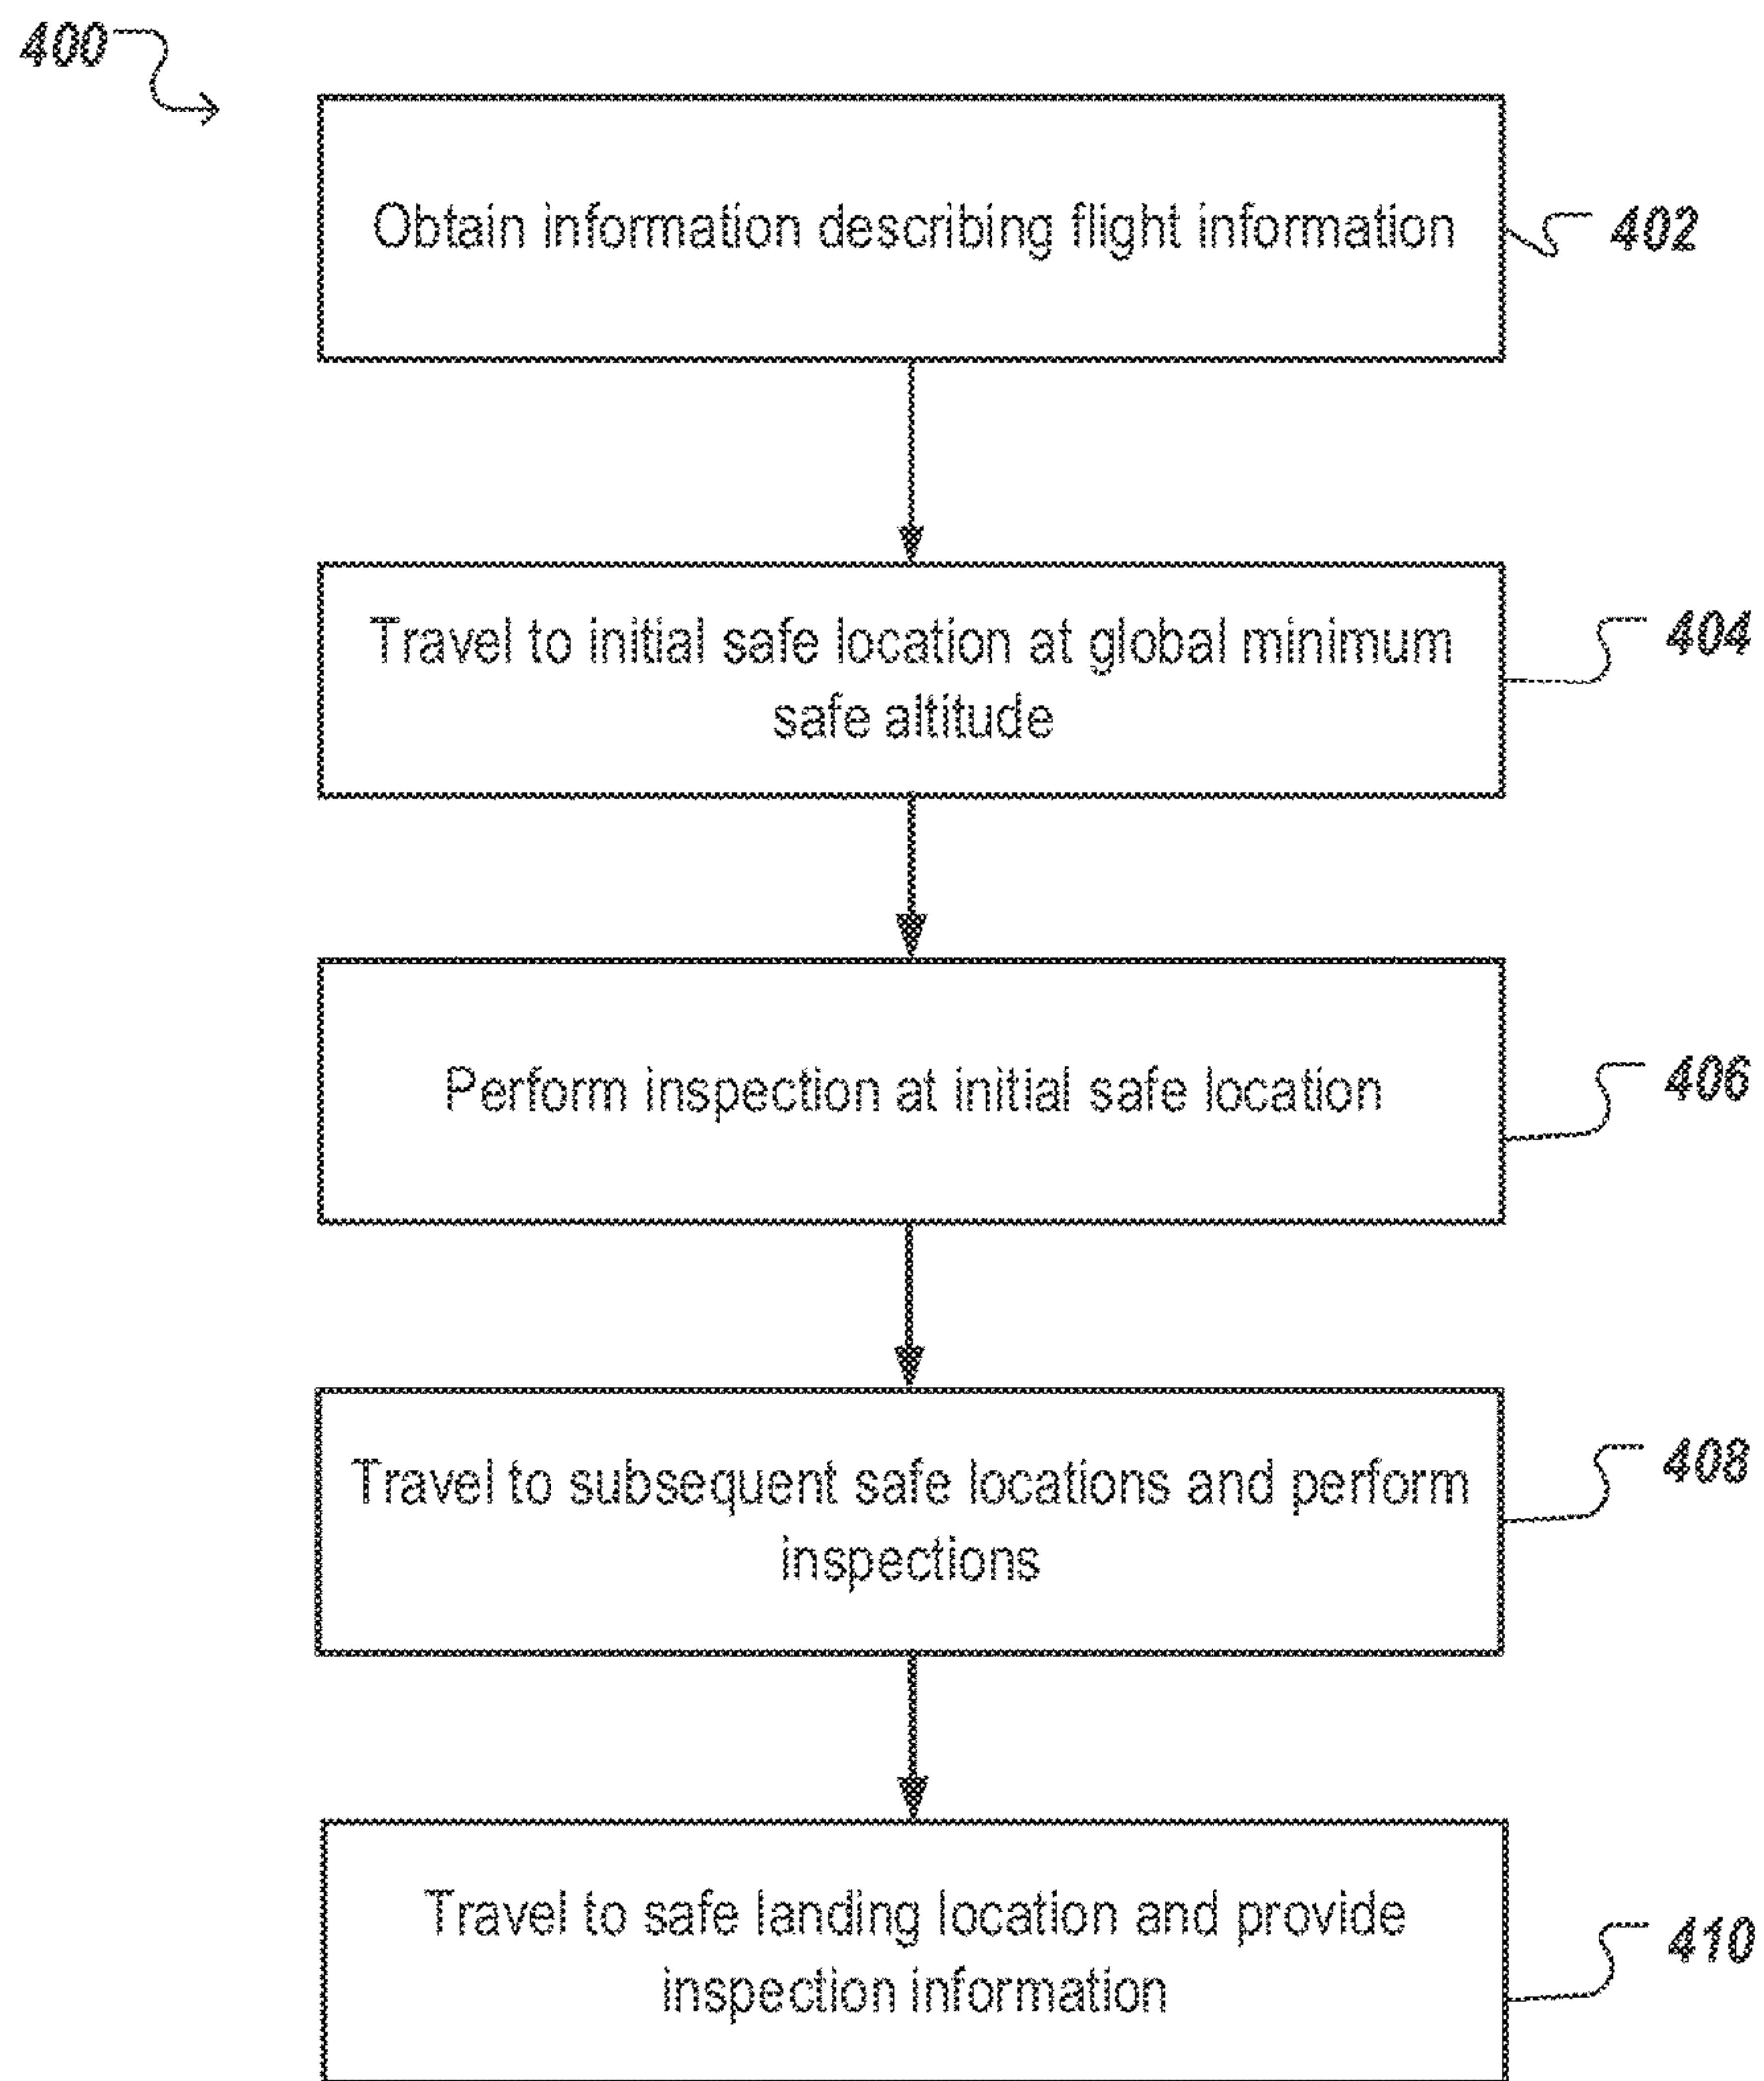 400
Obtain information describing flight information
402
Travel to initial safe location at global minimum
safe altitude
404
Perform inspection at initial safe location
406
Travel to subsequent safe locations and perform
inspections
408
Travel to safe landing location and provide
inspection information
410